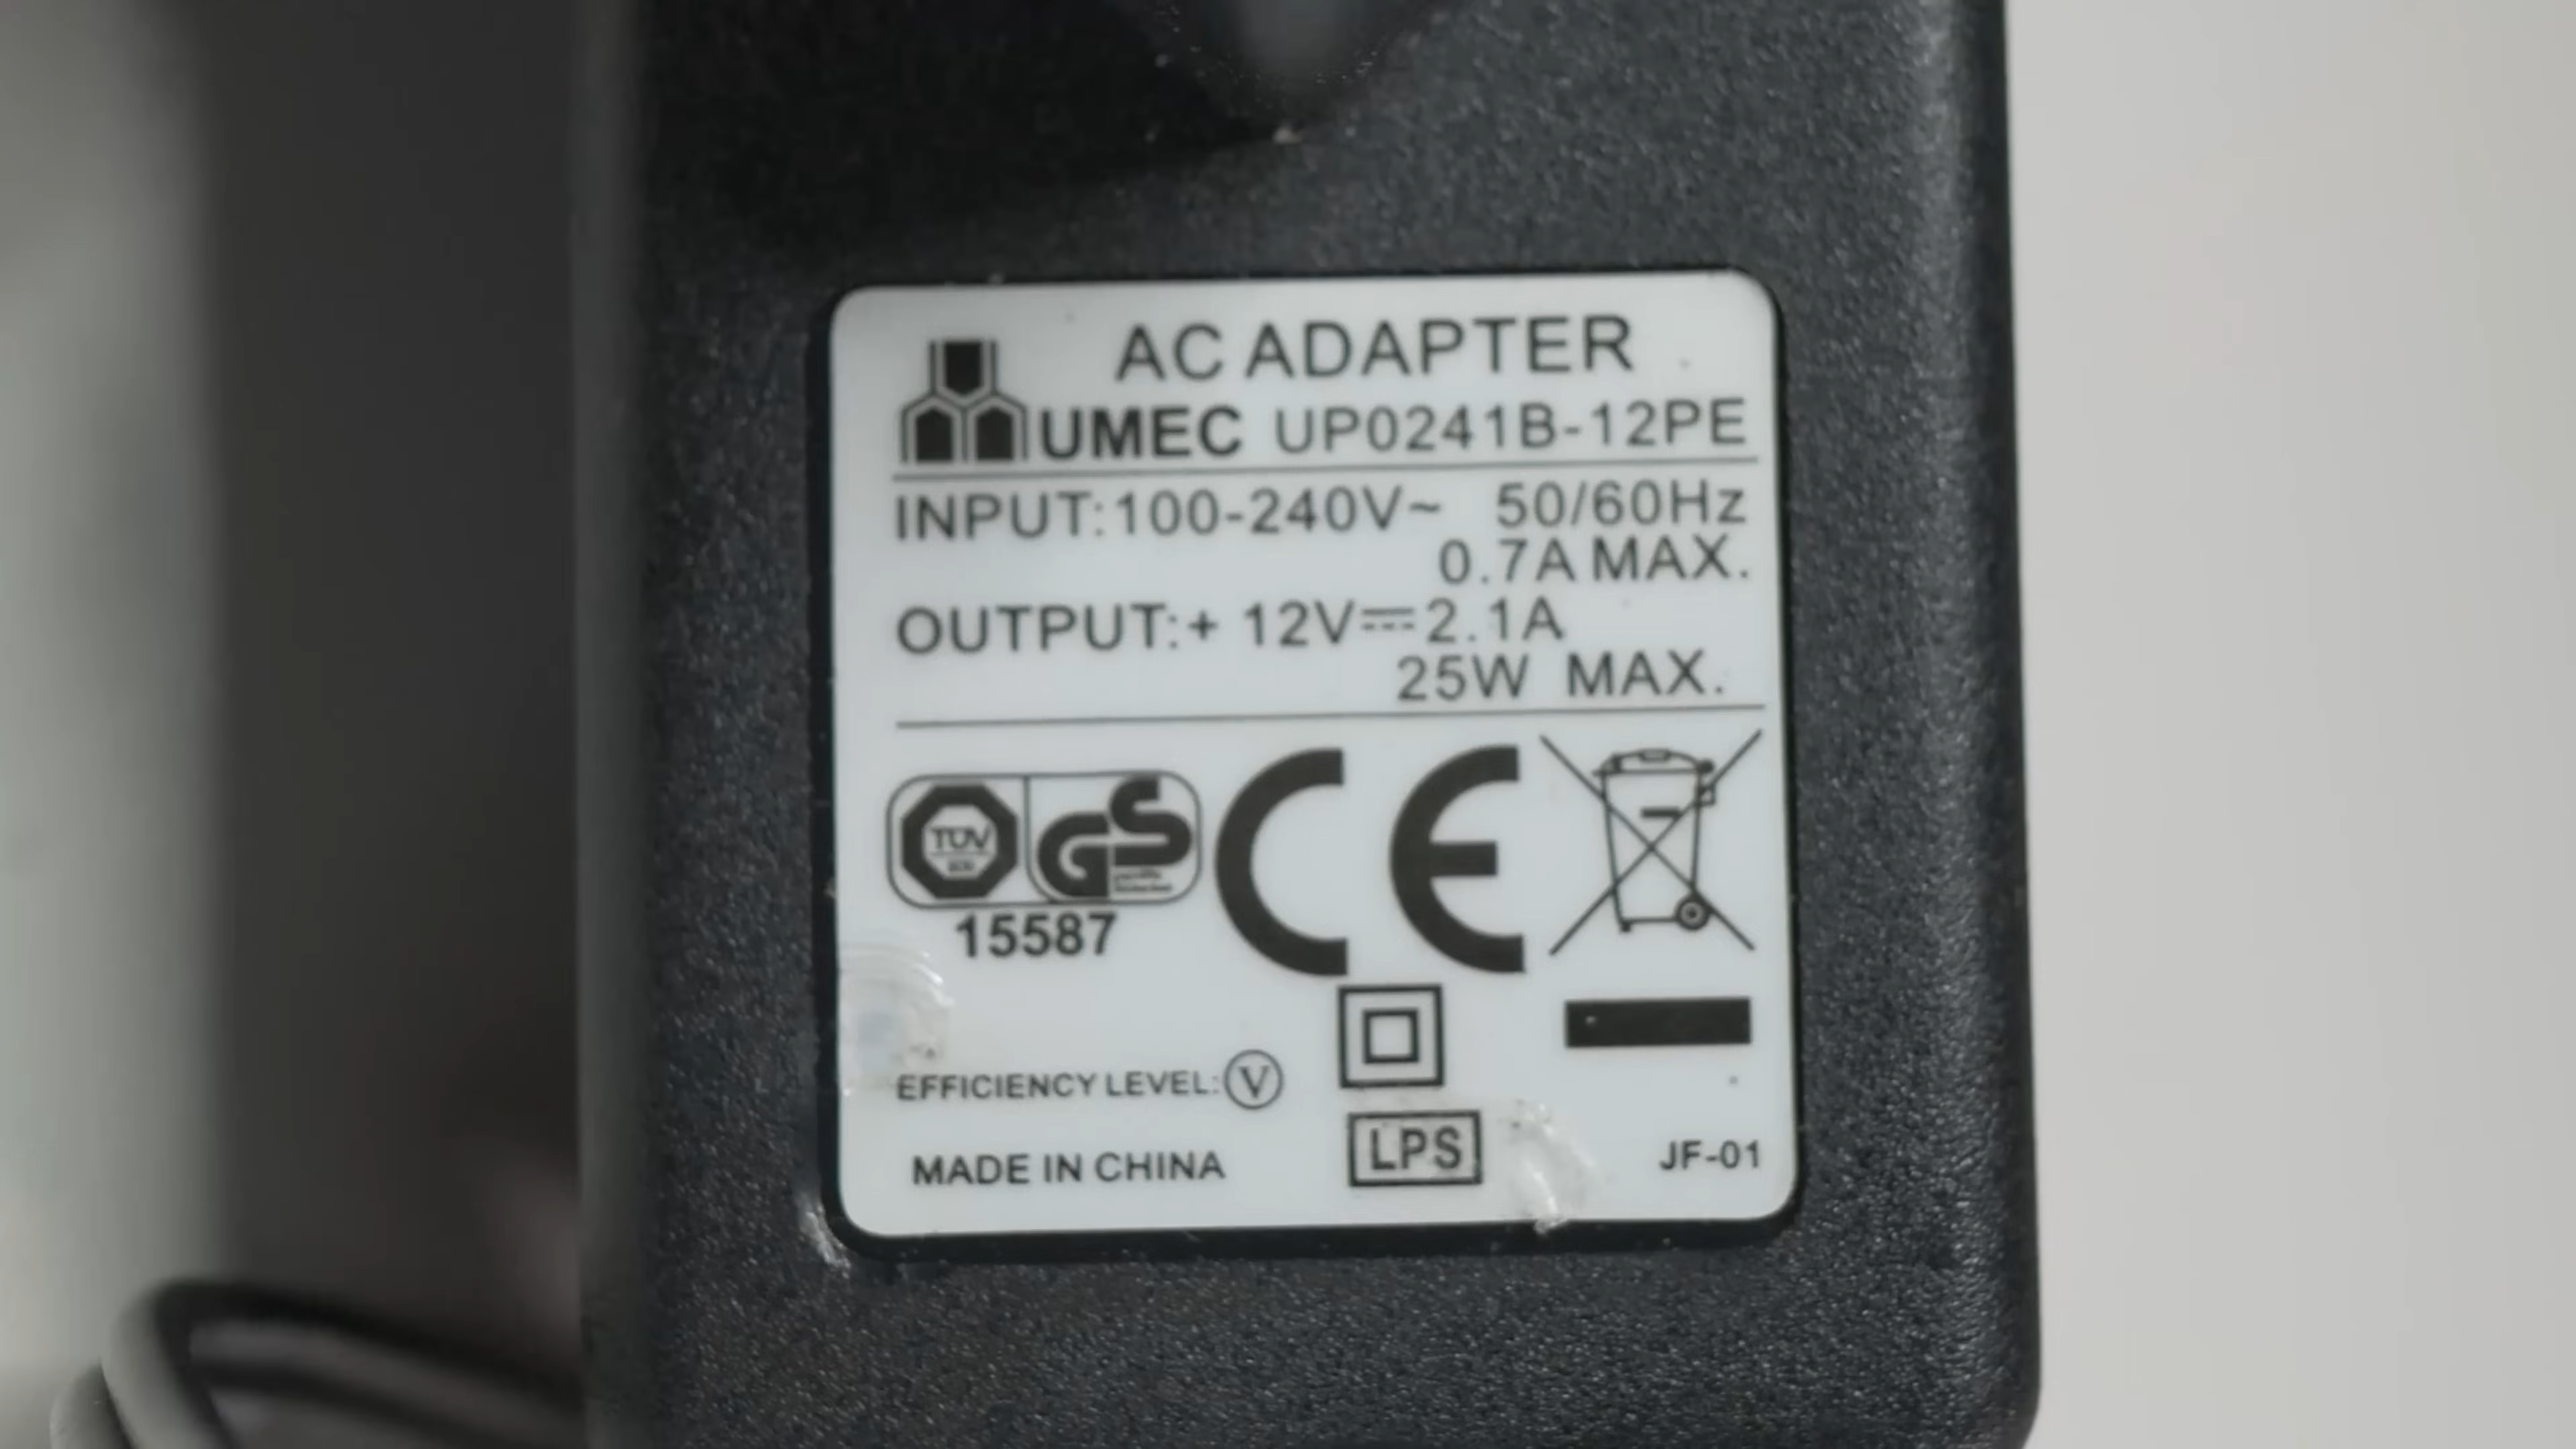 AC ADAPTER
UMEC UP0241B-12PE
INPUT:100-240V~ 50/60Hz
0.7A MAX.
OUTPUT:+ 12V⎓2.1A
25W MAX.
TÜV GS
15587
CE
EFFICIENCY LEVEL:Ⓥ
LPS
MADE IN CHINA
JF-01